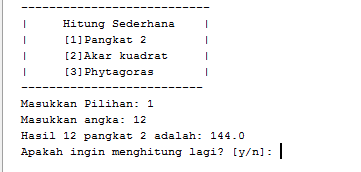 ---------------------------
|     Hitung Sederhana     |
|     [1]Pangkat 2         |
|     [2]Akar kuadrat      |
|     [3]Phytagoras        |
--------------------------
Masukkan Pilihan: 1
Masukkan angka: 12
Hasil 12 pangkat 2 adalah: 144.0
Apakah ingin menghitung lagi? [y/n]: